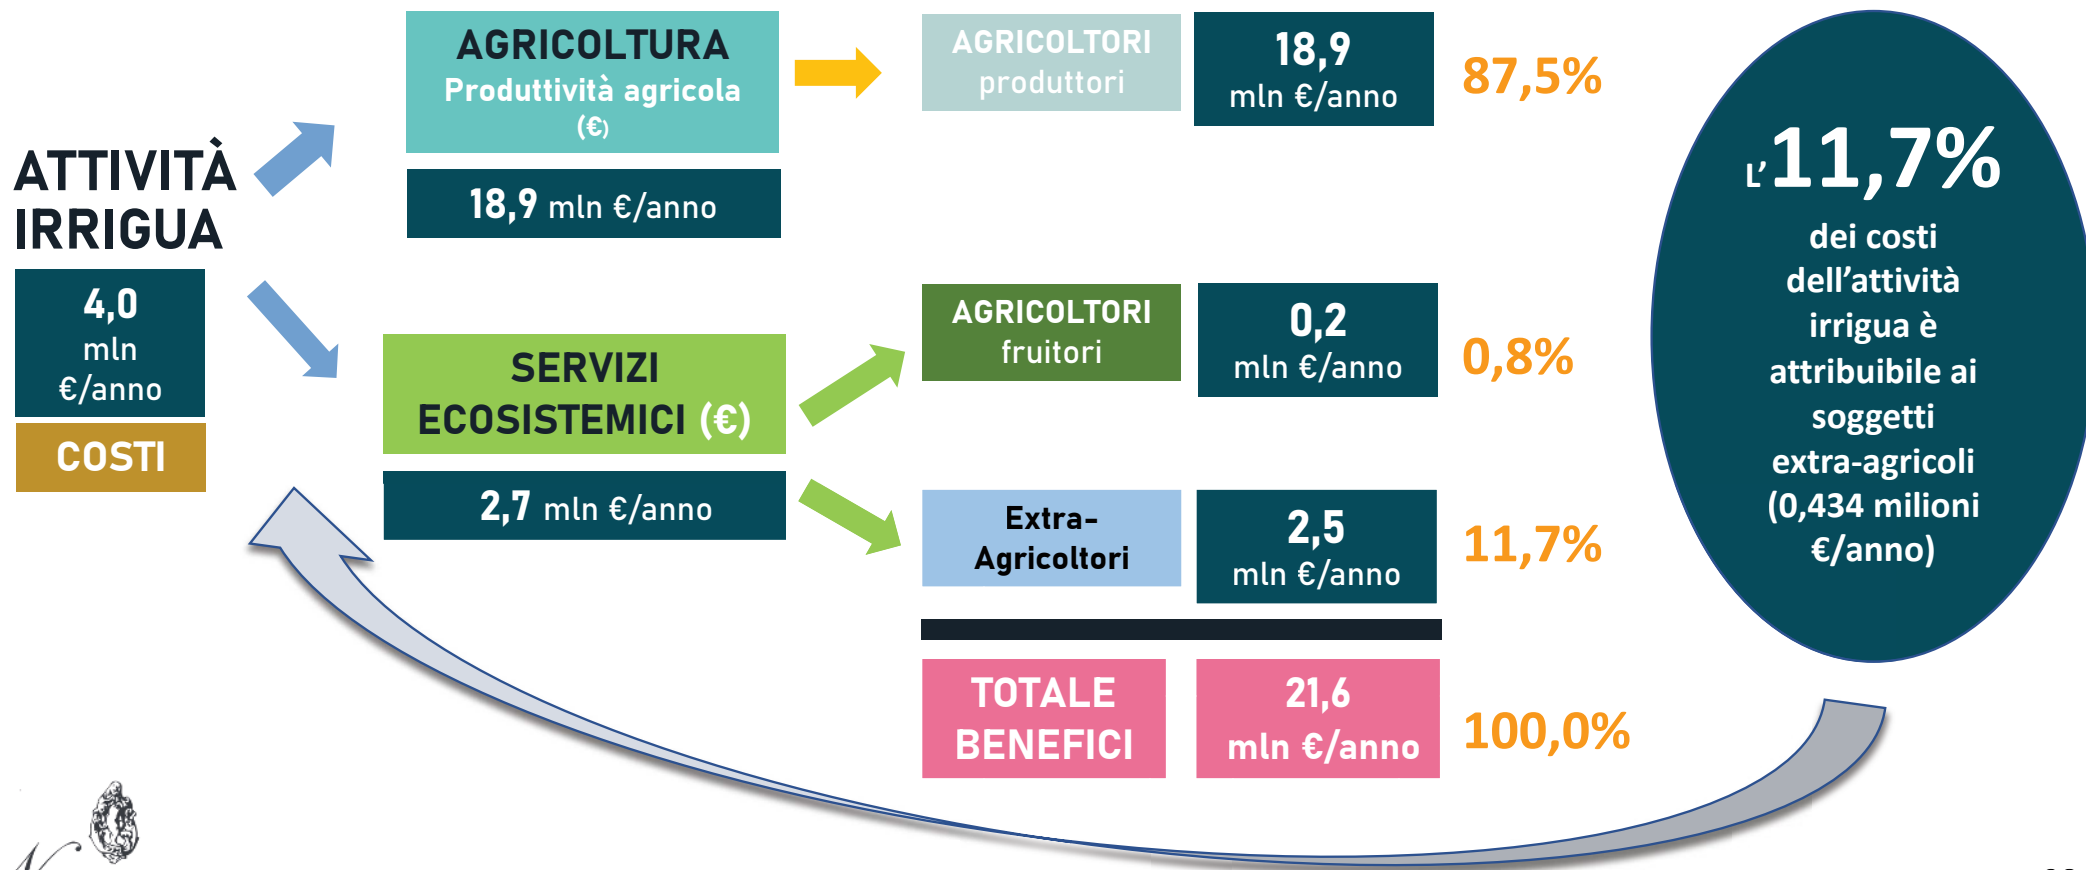 ATTIVITÀ
IRRIGUA
4,0
mln
€/anno
COSTI
AGRICOLTURA
Produttività agricola
(€)
18,9 mln €/anno
SERVIZI
ECOSISTEMICI (€)
2,7 mln €/anno
AGRICOLTORI
produttori
18,9
mln €/anno
87,5%
AGRICOLTORI
fruitori
0,2
mln €/anno
0,8%
Extra-
Agricoltori
2,5
mln €/anno
11,7%
TOTALE
BENEFICI
21,6
mln €/anno
100,0%
L'11,7%
dei costi
dell’attività
irrigua è
attribuibile ai
soggetti
extra-agricoli
(0,434 milioni
€/anno)